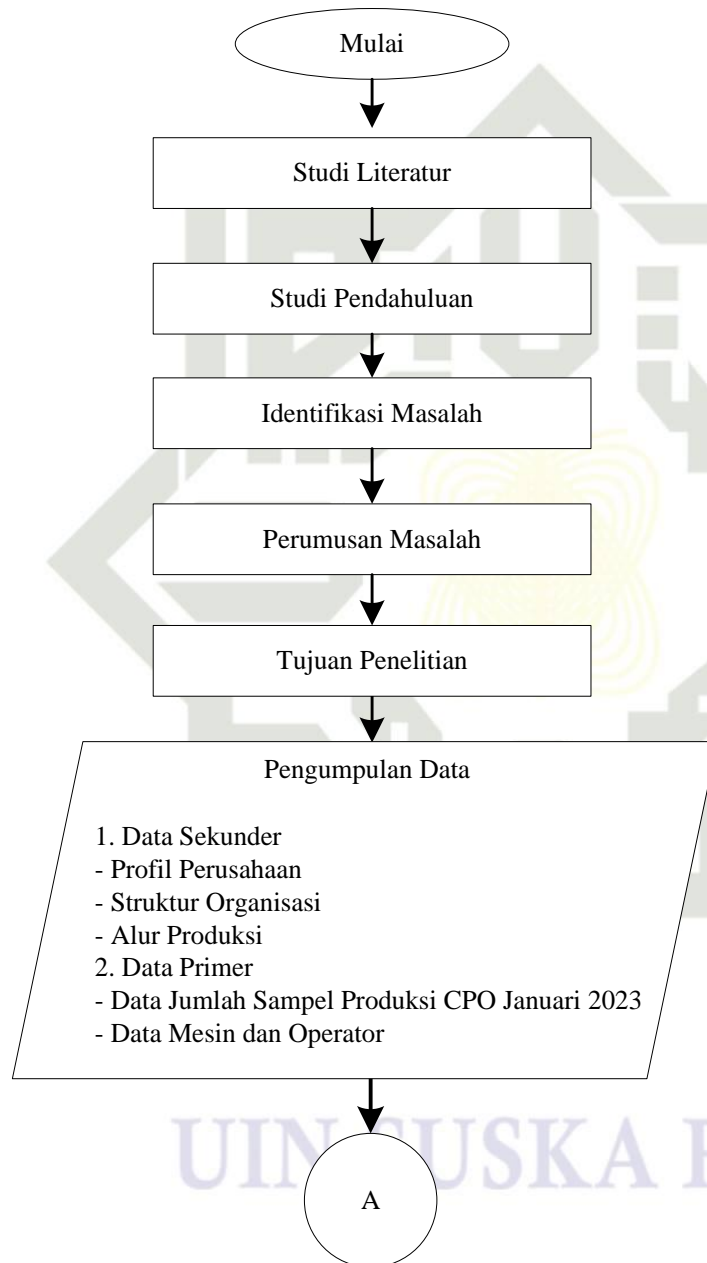 Mulai
Studi Literatur
Studi Pendahuluan
Identifikasi Masalah
Perumusan Masalah
Tujuan Penelitian
Pengumpulan Data
1. Data Sekunder
- Profil Perusahaan
- Struktur Organisasi
- Alur Produksi
2. Data Primer
- Data Jumlah Sampel Produksi CPO Januari 2023
- Data Mesin dan Operator
UIN SUSKA
A